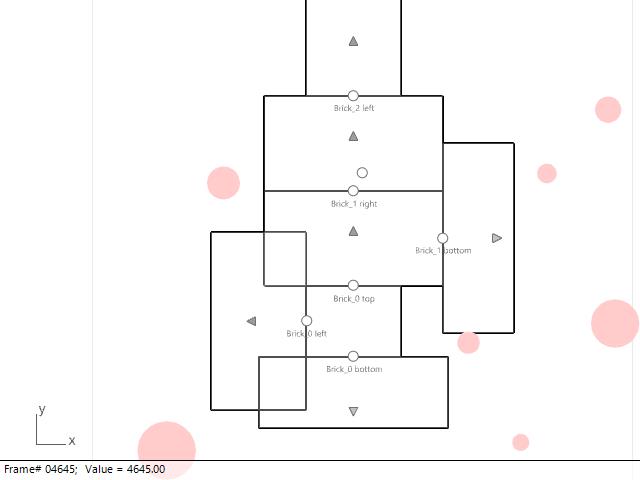 Brick_2 left
Brick_1 right
Brick_1 bottom
Brick_0 top
Brick_0 left
Brick_0 bottom
y
x
Frame# 04645; Value = 4645.00